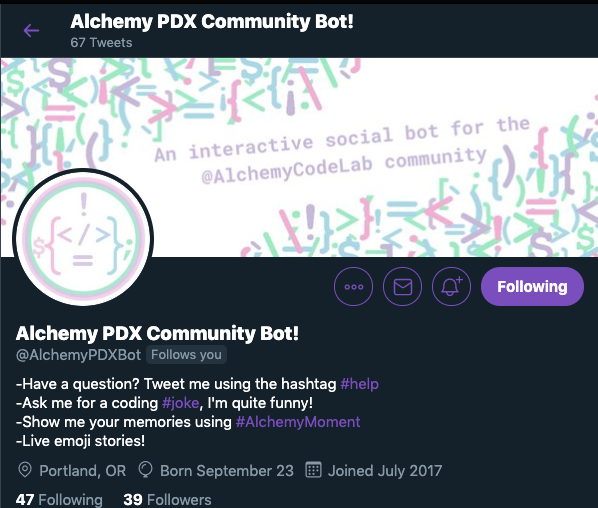 Alchemy PDX Community Bot!
67 Tweets
An interactive social bot for the
@AlchemyCodeLab community
! 
${</>};
=
Following
Alchemy PDX Community Bot!
@AlchemyPDXBot Follows you
-Have a question? Tweet me using the hashtag #help
-Ask me for a coding #joke, I'm quite funny!
-Show me your memories using #AlchemyMoment
-Live emoji stories!
Portland, OR Born September 23 Joined July 2017
47 Following 39 Followers